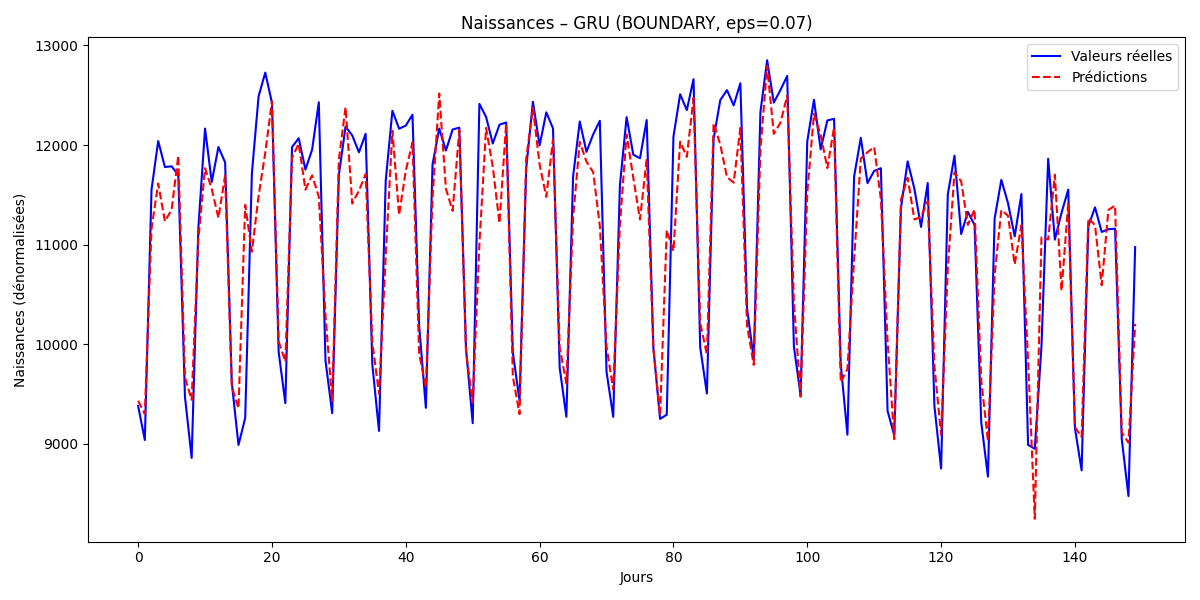 Naissances – GRU (BOUNDARY, eps=0.07)
Valeurs réelles
Prédictions
13000
12000
11000
10000
9000
Naissances (dénormalisées)
0 20 40 60 80 100 120 140
Jours